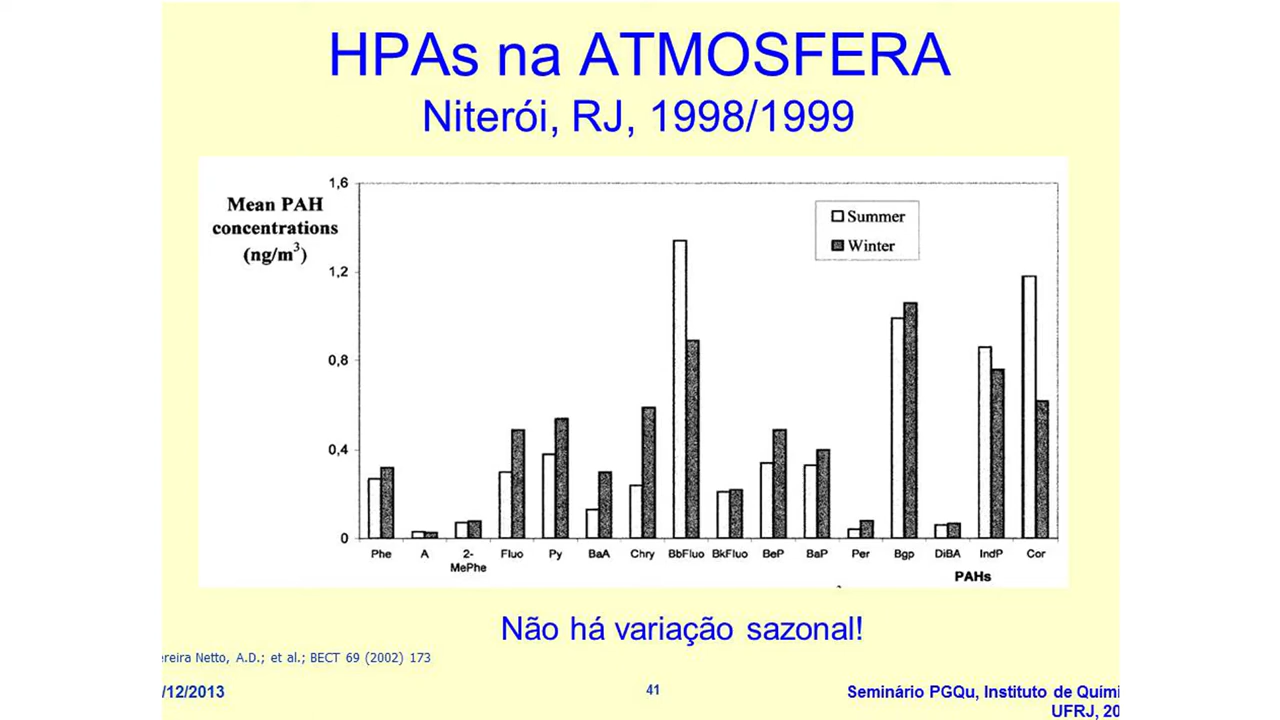 HPAs na ATMOSFERA
Niterói, RJ, 1998/1999
Mean PAH
concentrations
(ng/m³)
1,6
1,2
0,8
0,4
0
Summer
Winter
Phe A 2-MePhe Fluo Py BaA Chry BbFluo BkFluo BeP BaP Per Bgp DiBA IndP Cor
PAHs
Não há variação sazonal!
ereira Netto, A.D.; et al.; BECT 69 (2002) 173
/12/2013
41
Seminário PGQu, Instituto de Quími
UFRJ, 20